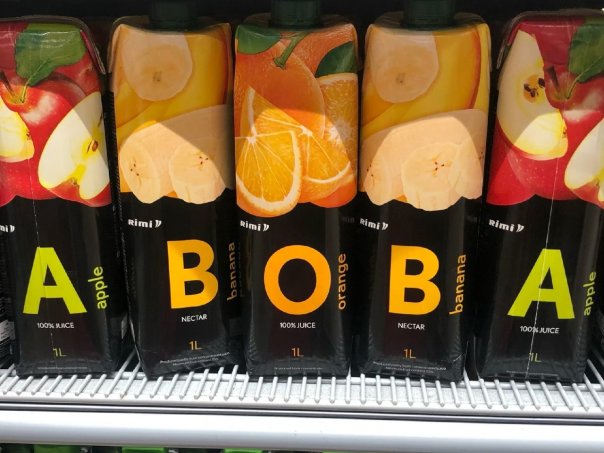 Rimi
A
apple
100% JUICE
1L
Rimi
B
banana
NECTAR
1L
Rimi
O
orange
100% JUICE
1L
Rimi
B
banana
NECTAR
1L
Rimi
A
apple
100% JUICE
1L